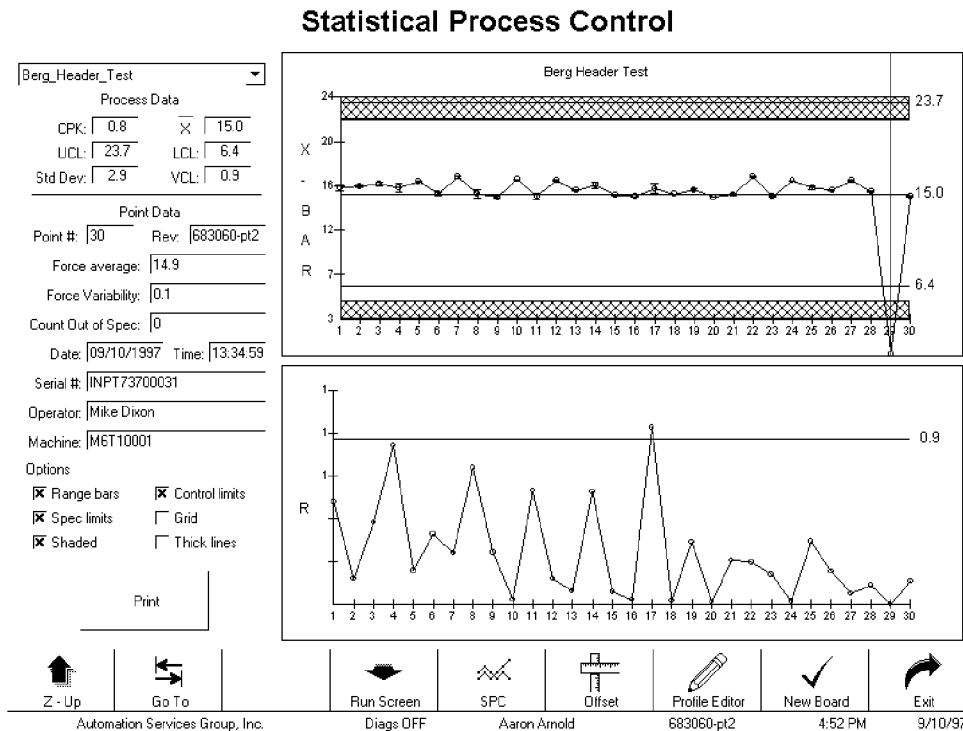 Statistical Process Control
Berg_Header_Test
Process Data
CPK: 0.8 X 15.0
UCL: 23.7 LCL: 6.4
Std Dev: 2.9 VCL: 0.9
Point Data
Point #: 30 Rev: 683060-pt2
Force average: 14.9
Force Variability: 0.1
Count Out of Spec: 0
Date: 09/10/1997 Time: 13:34:59
Serial #: INPT73700031
Operator: Mike Dixon
Machine: M6T10001
Options
Range bars Control limits
Spec limits Grid
Shaded Thick lines
Print
Berg Header Test
24 23.7
20
X
16 15.0
-
B
12
A
R
7 6.4
3
1 2 3 4 5 6 7 8 9 10 11 12 13 14 15 16 17 18 19 20 21 22 23 24 25 26 27 28 29 30
1
1 0.9
1
R
1 2 3 4 5 6 7 8 9 10 11 12 13 14 15 16 17 18 19 20 21 22 23 24 25 26 27 28 29 30
Z - Up Go To Run Screen SPC Offset Profile Editor New Board Exit
Automation Services Group, Inc. Diags OFF Aaron Arnold 683060-pt2 4:52 PM 9/10/97